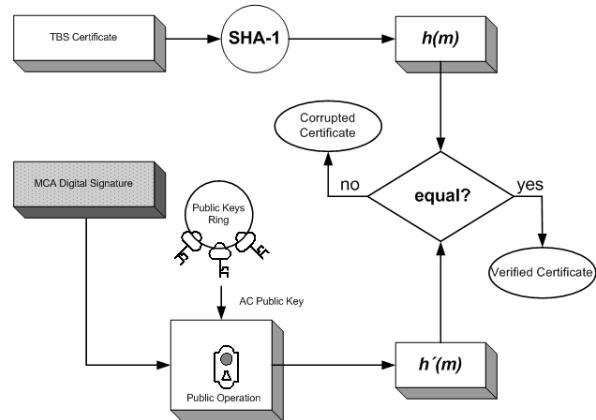 TBS Certificate
SHA-1
h(m)
Corrupted
Certificate
MCA Digital Signature
Public Keys
Ring
no
equal?
yes
Verified Certificate
AC Public Key
h´(m)
Public Operation